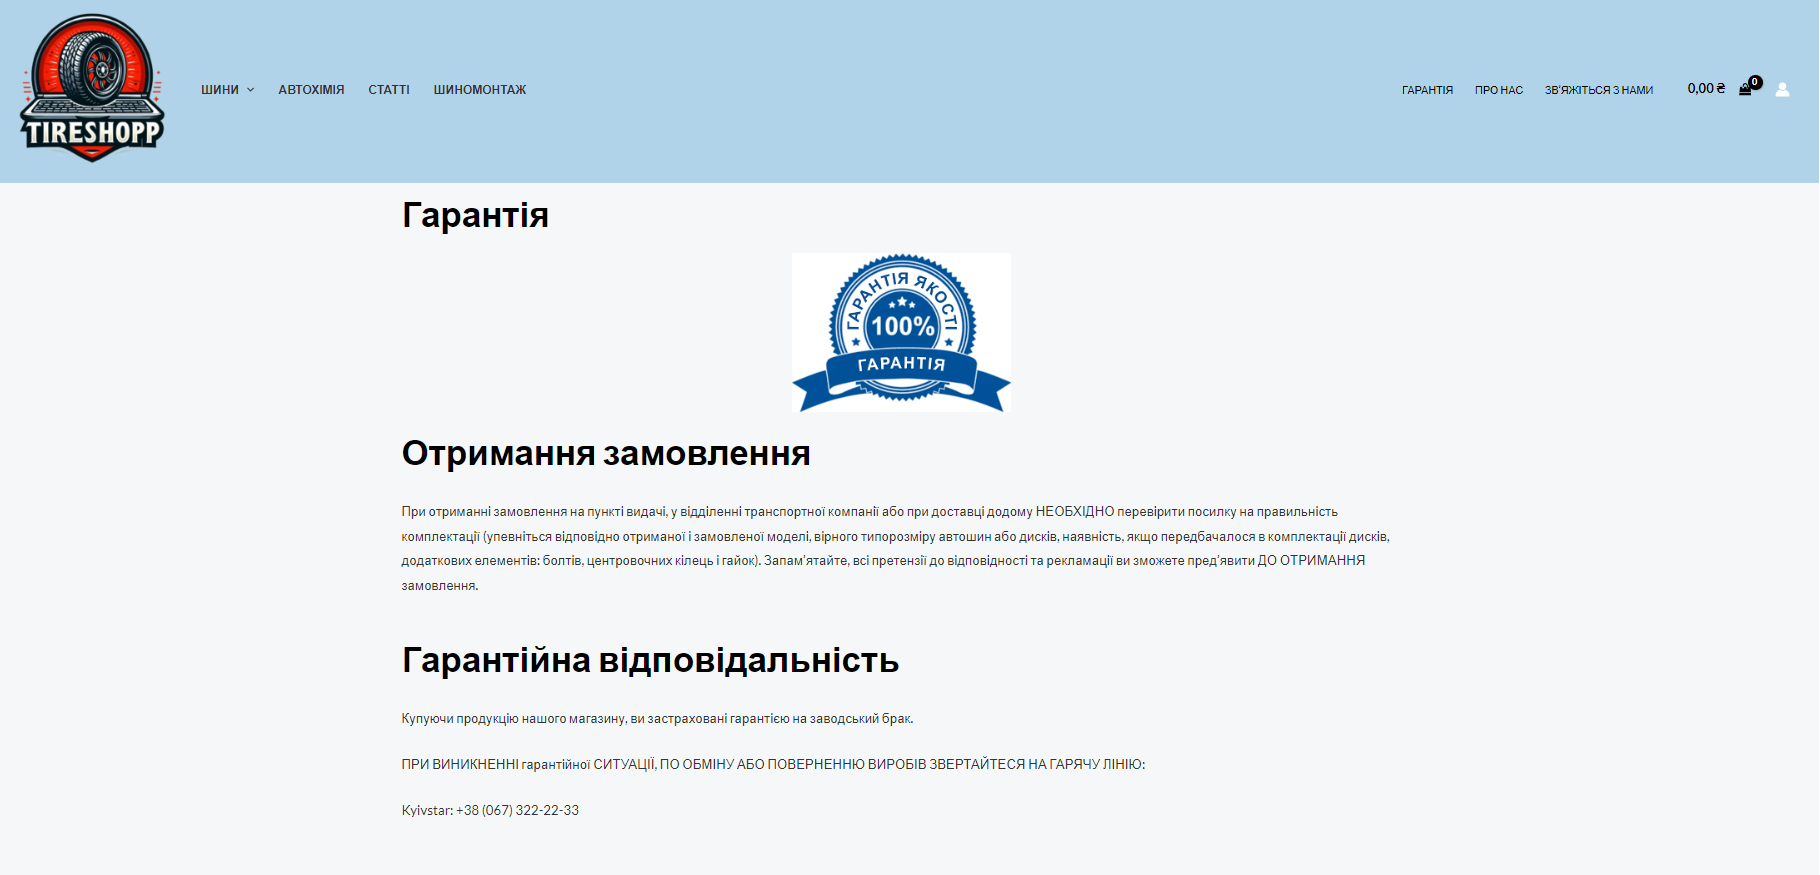 TIRESHOPP
ШИНИ
АВТОХІМІЯ
СТАТТІ
ШИНОМОНТАЖ
ГАРАНТІЯ
ПРО НАС
ЗВ'ЯЖІТЬСЯ З НАМИ
0,00 ₴
0
Гарантія
ГАРАНТІЯ ЯКОСТІ
100%
ГАРАНТІЯ
Отримання замовлення
При отриманні замовлення на пункті видачі, у відділенні транспортної компанії або при доставці додому НЕОБХІДНО перевірити посилку на правильність
комплектації (упевніться відповідно отриманої і замовленої моделі, вірного типорозміру автошин або дисків, наявність, якщо передбачалося в комплектації дисків,
додаткових елементів: болтів, центровочних кілець і гайок). Запам'ятайте, всі претензії до відповідності та рекламації ви зможете пред'явити ДО ОТРИМАННЯ
замовлення.
Гарантійна відповідальність
Купуючи продукцію нашого магазину, ви застраховані гарантією на заводський брак.
ПРИ ВИНИКНЕННІ гарантійної СИТУАЦІЇ, ПО ОБМІНУ АБО ПОВЕРНЕННЮ ВИРОБІВ ЗВЕРТАЙТЕСЯ НА ГАРЯЧУ ЛІНІЮ:
Kyivstar: +38 (067) 322-22-33